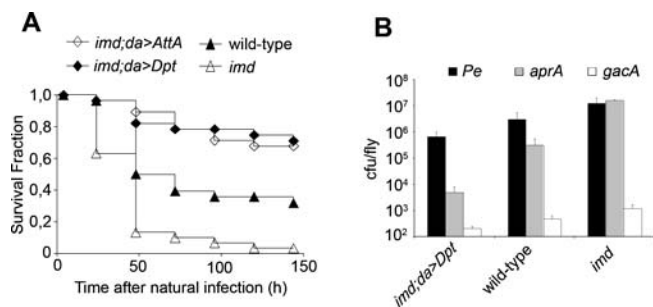 A
imd;da>AttA
wild-type
imd;da>Dpt
imd
Survival Fraction
1,0
0,8
0,6
0,4
0,2
0
0
50
100
150
Time after natural infection (h)
B
Pe
aprA
gacA
cfu/fly
10⁸
10⁷
10⁶
10⁵
10⁴
10³
10²
imd;da>Dpt
wild-type
imd